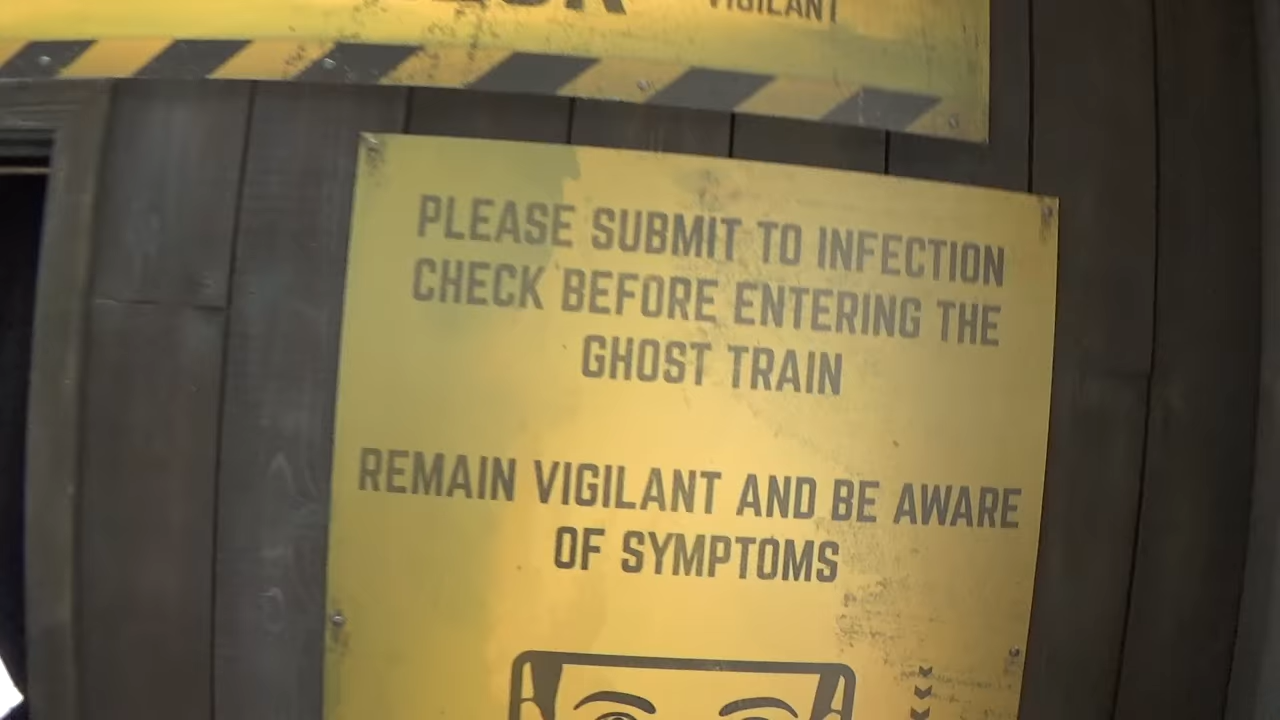 VIGILANT
PLEASE SUBMIT TO INFECTION
CHECK BEFORE ENTERING THE
GHOST TRAIN
REMAIN VIGILANT AND BE AWARE
OF SYMPTOMS